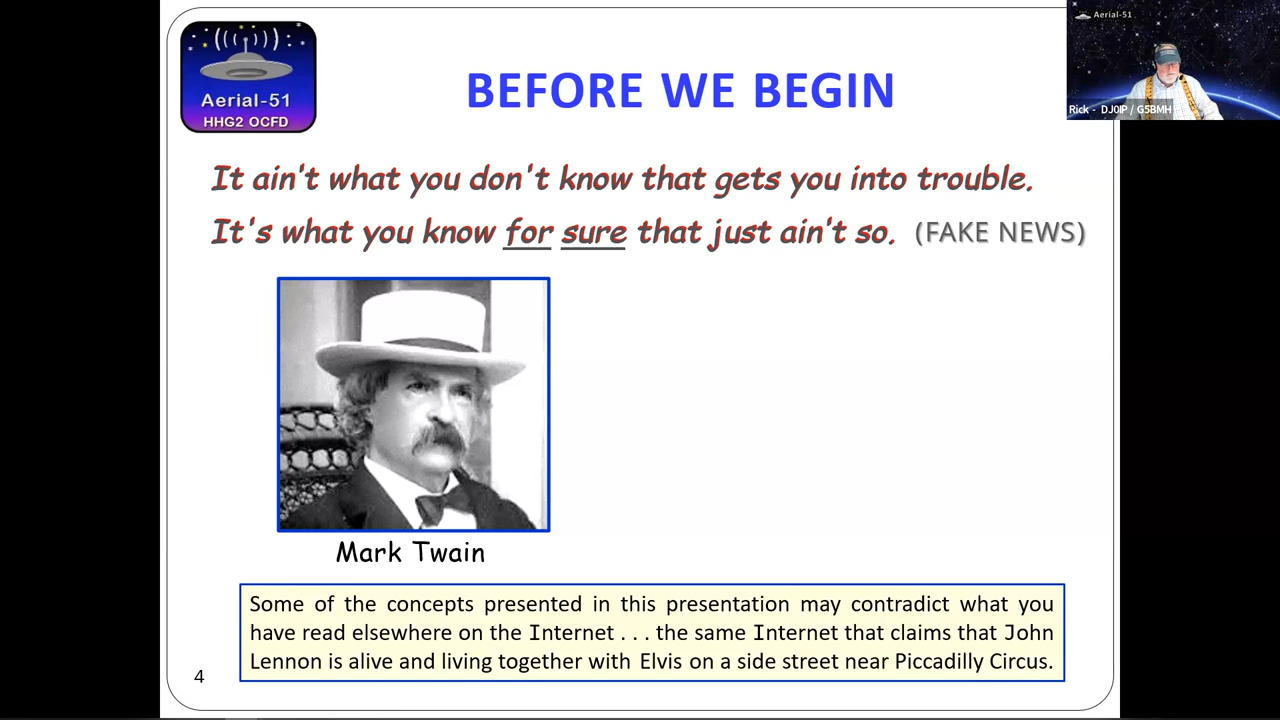 Aerial-51
HHG2 OCFD
BEFORE WE BEGIN
Aerial-51
Rick - DJ0IP / G5BMH
It ain't what you don't know that gets you into trouble.
It's what you know for sure that just ain't so. (FAKE NEWS)
Mark Twain
Some of the concepts presented in this presentation may contradict what you
have read elsewhere on the Internet . . . the same Internet that claims that John
Lennon is alive and living together with Elvis on a side street near Piccadilly Circus.
4